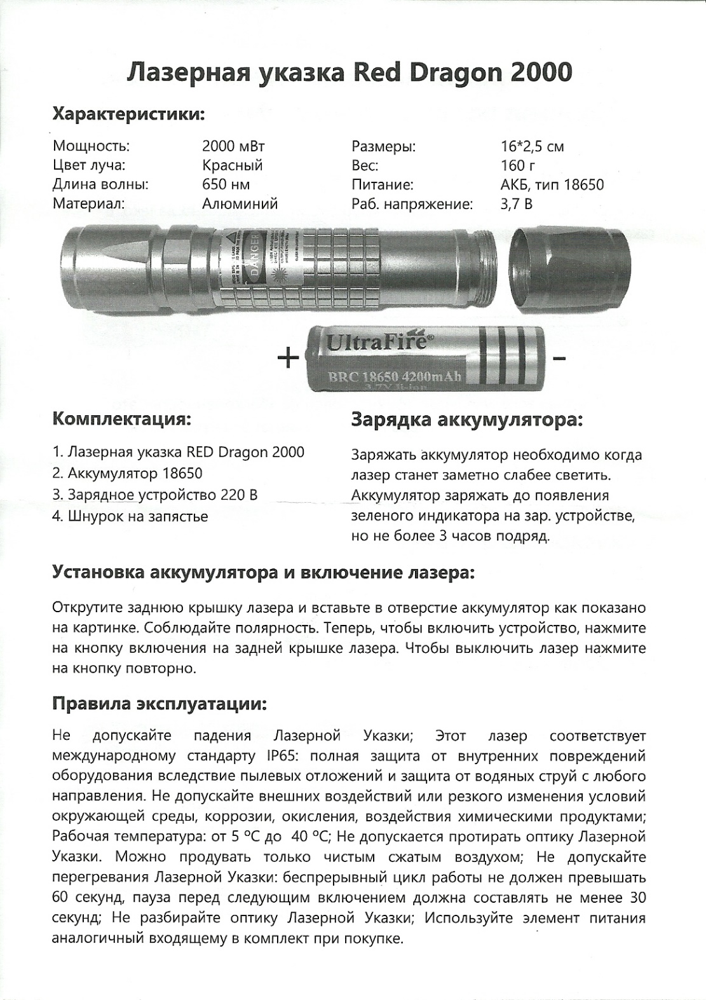 Лазерная указка Red Dragon 2000
Характеристики:
Мощность: 2000 мВт Размеры: 16*2,5 см
Цвет луча: Красный Вес: 160 г
Длина волны: 650 нм Питание: АКБ, тип 18650
Материал: Алюминий Раб. напряжение: 3,7 В
DANGER
+ UltraFire® -
BRC 18650 4200mAh
3.7V li-ion
Комплектация:
1. Лазерная указка RED Dragon 2000
2. Аккумулятор 18650
3. Зарядное устройство 220 В
4. Шнурок на запястье
Зарядка аккумулятора:
Заряжать аккумулятор необходимо когда
лазер станет заметно слабее светить.
Аккумулятор заряжать до появления
зеленого индикатора на зар. устройстве,
но не более 3 часов подряд.
Установка аккумулятора и включение лазера:
Открутите заднюю крышку лазера и вставьте в отверстие аккумулятор как показано
на картинке. Соблюдайте полярность. Теперь, чтобы включить устройство, нажмите
на кнопку включения на задней крышке лазера. Чтобы выключить лазер нажмите
на кнопку повторно.
Правила эксплуатации:
Не допускайте падения Лазерной Указки; Этот лазер соответствует
международному стандарту IP65: полная защита от внутренних повреждений
оборудования вследствие пылевых отложений и защита от водяных струй с любого
направления. Не допускайте внешних воздействий или резкого изменения условий
окружающей среды, коррозии, окисления, воздействия химическими продуктами;
Рабочая температура: от 5 ºС до 40 ºС; Не допускается протирать оптику Лазерной
Указки. Можно продувать только чистым сжатым воздухом; Не допускайте
перегревания Лазерной Указки: беспрерывный цикл работы не должен превышать
60 секунд, пауза перед следующим включением должна составлять не менее 30
секунд; Не разбирайте оптику Лазерной Указки; Используйте элемент питания
аналогичный входящему в комплект при покупке.